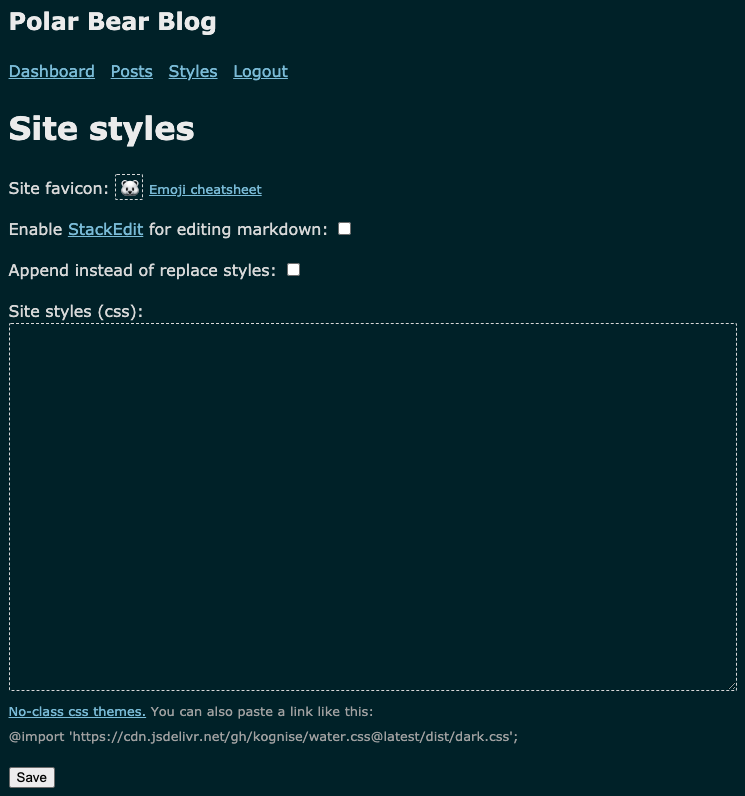 Polar Bear Blog
Dashboard Posts Styles Logout
Site styles
Site favicon: 🐼 Emoji cheatsheet
Enable StackEdit for editing markdown:
Append instead of replace styles:
Site styles (css):
No-class css themes. You can also paste a link like this:
@import 'https://cdn.jsdelivr.net/gh/kognise/water.css@latest/dist/dark.css';
Save